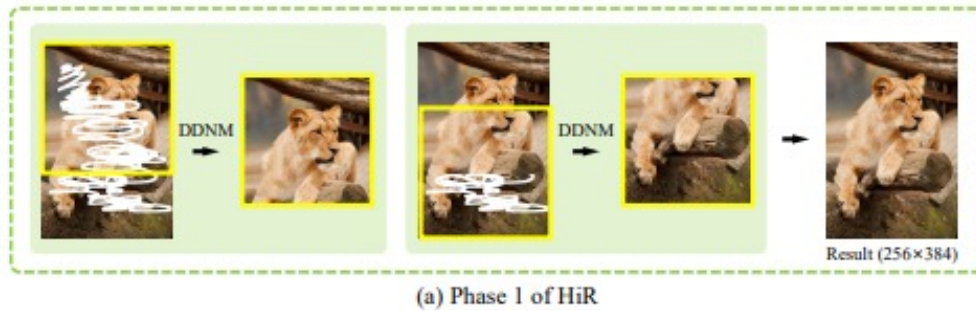 DDNM
DDNM
Result (256×384)
(a) Phase 1 of HiR